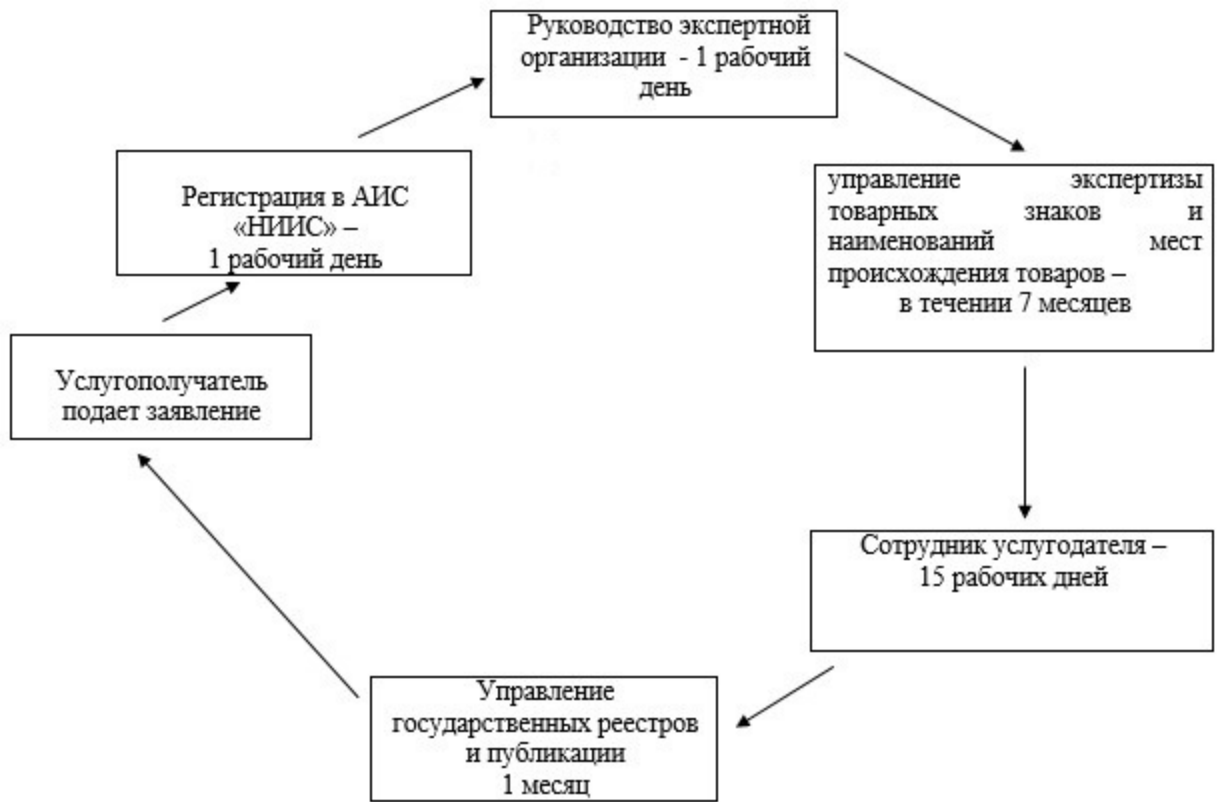 Руководство экспертной
организации - 1 рабочий
день
Регистрация в АИС
«НИИС» –
1 рабочий день
управление экспертизы
товарных знаков и
наименований мест
происхождения товаров –
в течении 7 месяцев
Услугополучатель
подает заявление
Сотрудник услугодателя –
15 рабочих дней
Управление
государственных реестров
и публикации
1 месяц